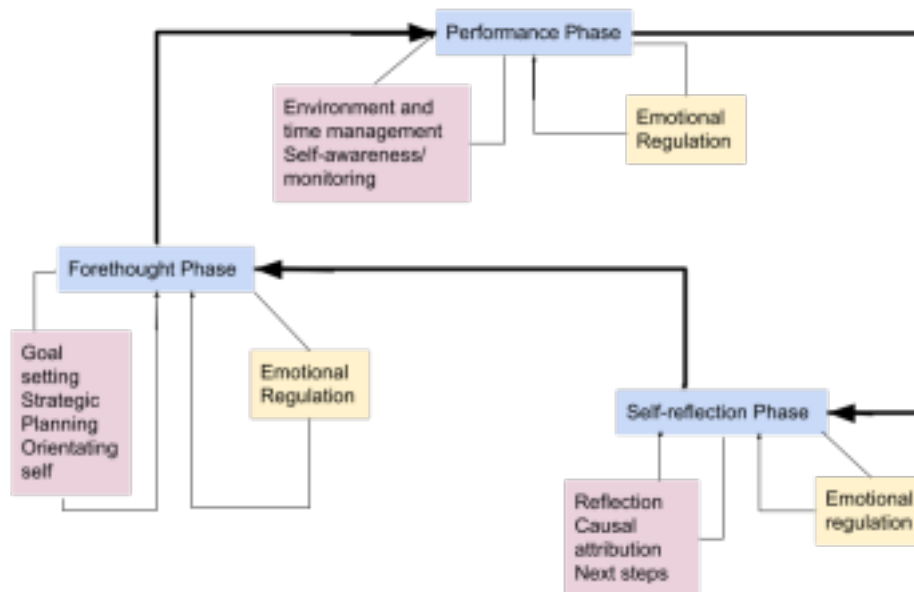 Performance Phase
Environment and
time management
Self-awareness/
monitoring
Emotional
Regulation
Forethought Phase
Goal
setting
Strategic
Planning
Orientating
self
Emotional
Regulation
Self-reflection Phase
Reflection
Causal
attribution
Next steps
Emotional
regulation